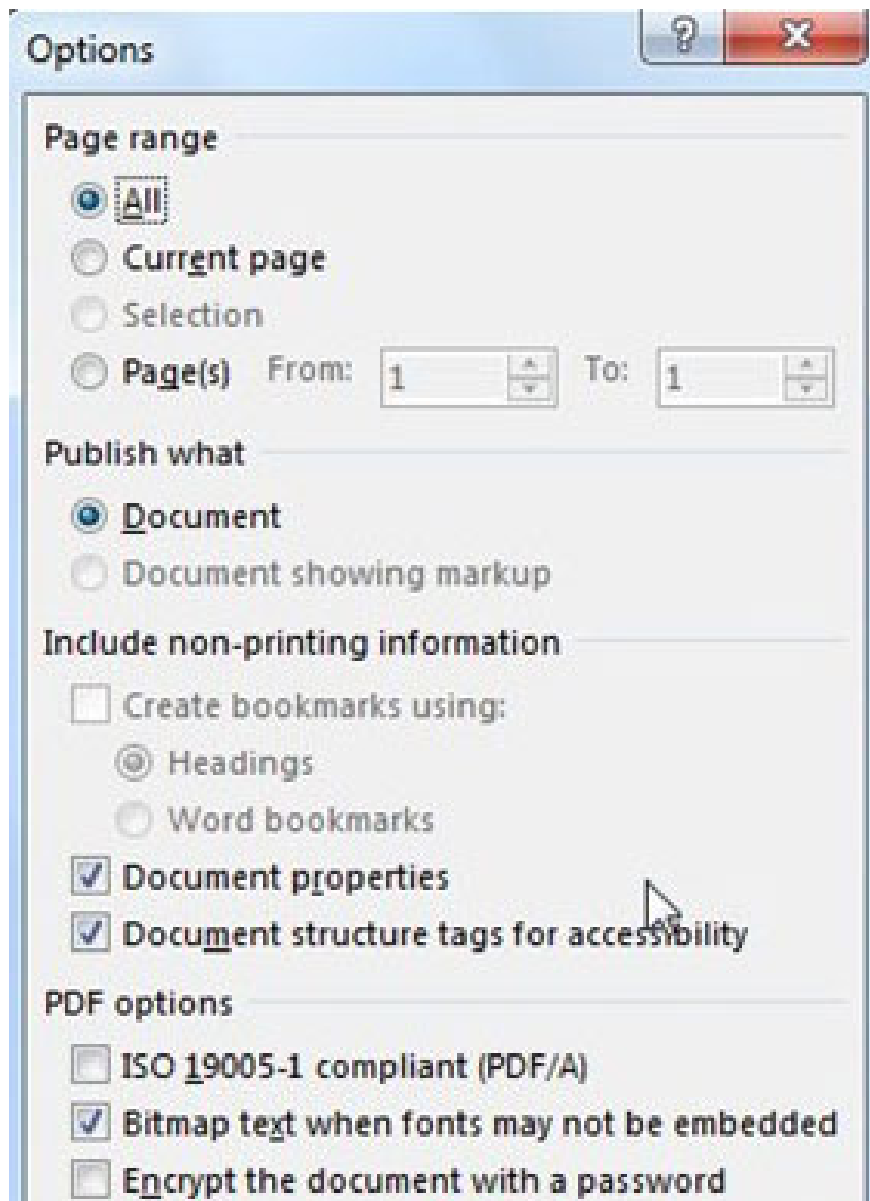 Options
Page range
All
Current page
Selection
Page(s) From: 1 To: 1
Publish what
Document
Document showing markup
Include non-printing information
Create bookmarks using:
Headings
Word bookmarks
Document properties
Document structure tags for accessibility
PDF options
ISO 19005-1 compliant (PDF/A)
Bitmap text when fonts may not be embedded
Encrypt the document with a password